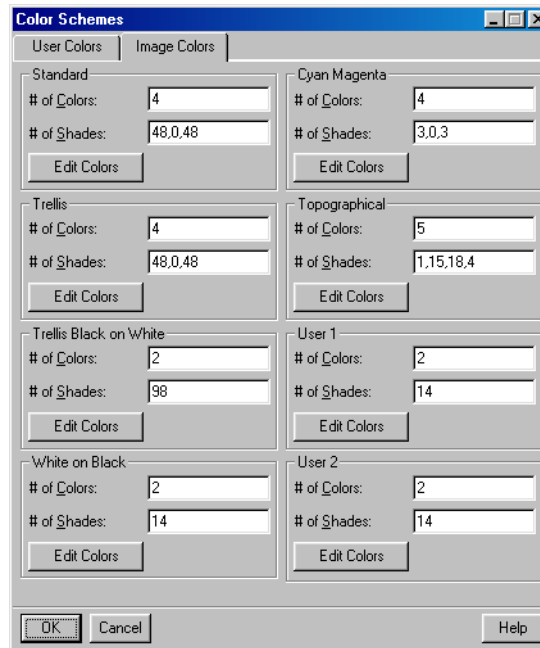 Color Schemes
User Colors
Image Colors
Standard
# of Colors: 4
# of Shades: 48,0,48
Edit Colors
Cyan Magenta
# of Colors: 4
# of Shades: 3,0,3
Edit Colors
Trellis
# of Colors: 4
# of Shades: 48,0,48
Edit Colors
Topographical
# of Colors: 5
# of Shades: 1,15,18,4
Edit Colors
Trellis Black on White
# of Colors: 2
# of Shades: 98
Edit Colors
User 1
# of Colors: 2
# of Shades: 14
Edit Colors
White on Black
# of Colors: 2
# of Shades: 14
Edit Colors
User 2
# of Colors: 2
# of Shades: 14
Edit Colors
OK
Cancel
Help